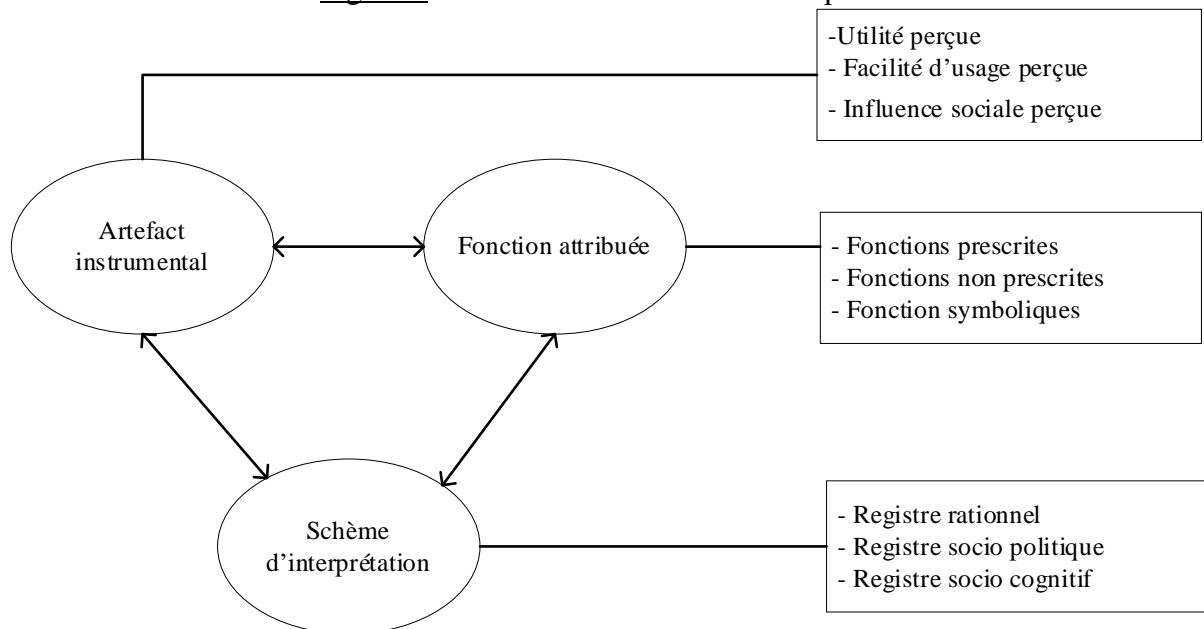 -Utilité perçue
- Facilité d'usage perçue
- Influence sociale perçue
Artefact
instrumental
Fonction attribuée
- Fonctions prescrites
- Fonctions non prescrites
- Fonction symboliques
Schème
d'interprétation
- Registre rationnel
- Registre socio politique
- Registre socio cognitif